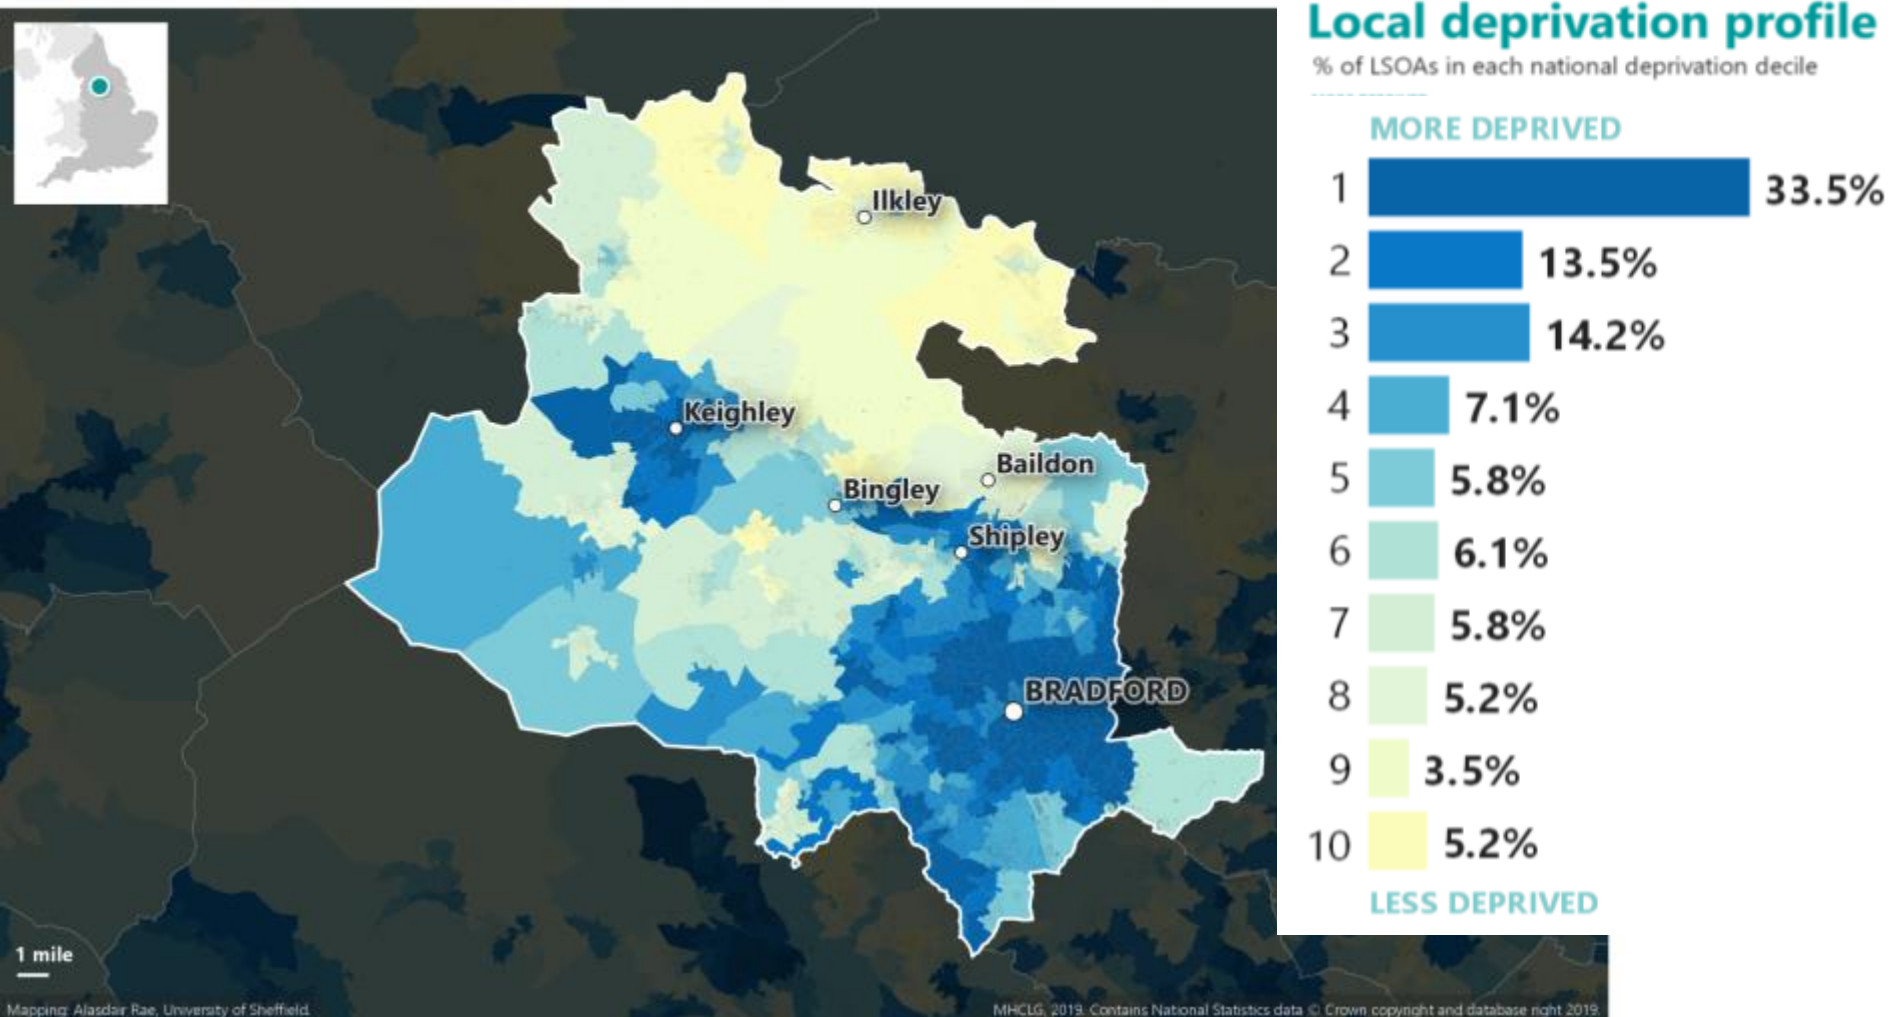 Local deprivation profile
% of LSOAs in each national deprivation decile
MORE DEPRIVED
1 33.5%
2 13.5%
3 14.2%
4 7.1%
5 5.8%
6 6.1%
7 5.8%
8 5.2%
9 3.5%
10 5.2%
LESS DEPRIVED
Ilkley
Keighley
Baildon
Bingley
Shipley
BRADFORD
1 mile
Mapping: Alasdair Rae, University of Sheffield.
MHCLG, 2019. Contains National Statistics data © Crown copyright and database right 2019.